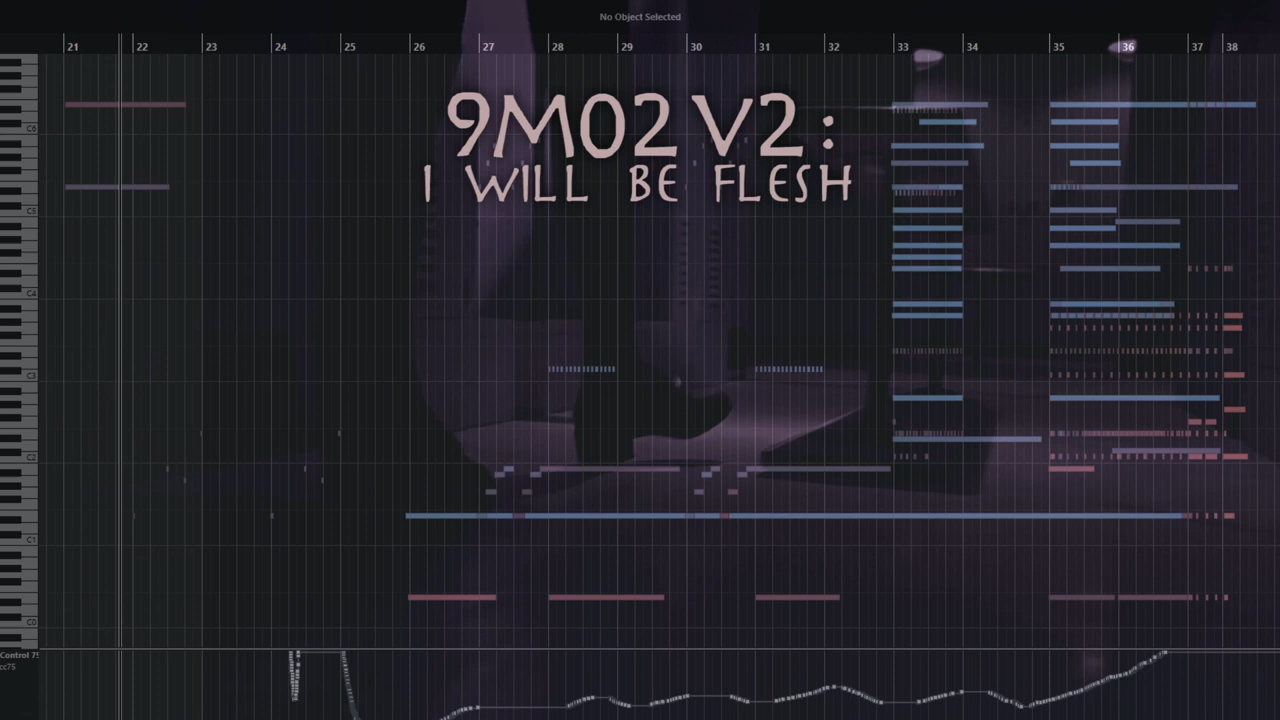 No Object Selected
21 22 23 24 25 26 27 28 29 30 31 32 33 34 35 36 37 38
9M02 V2 :
I WILL BE FLESH
C6
C5
C4
C3
C2
C1
C0
Control 75
cc75